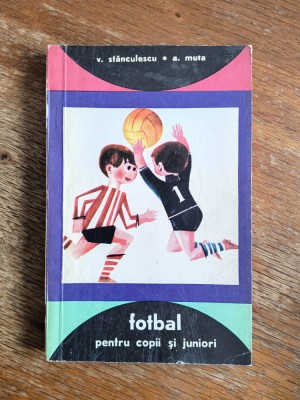 v. stănculescu • a. muta
1
fotbal
pentru copii și juniori